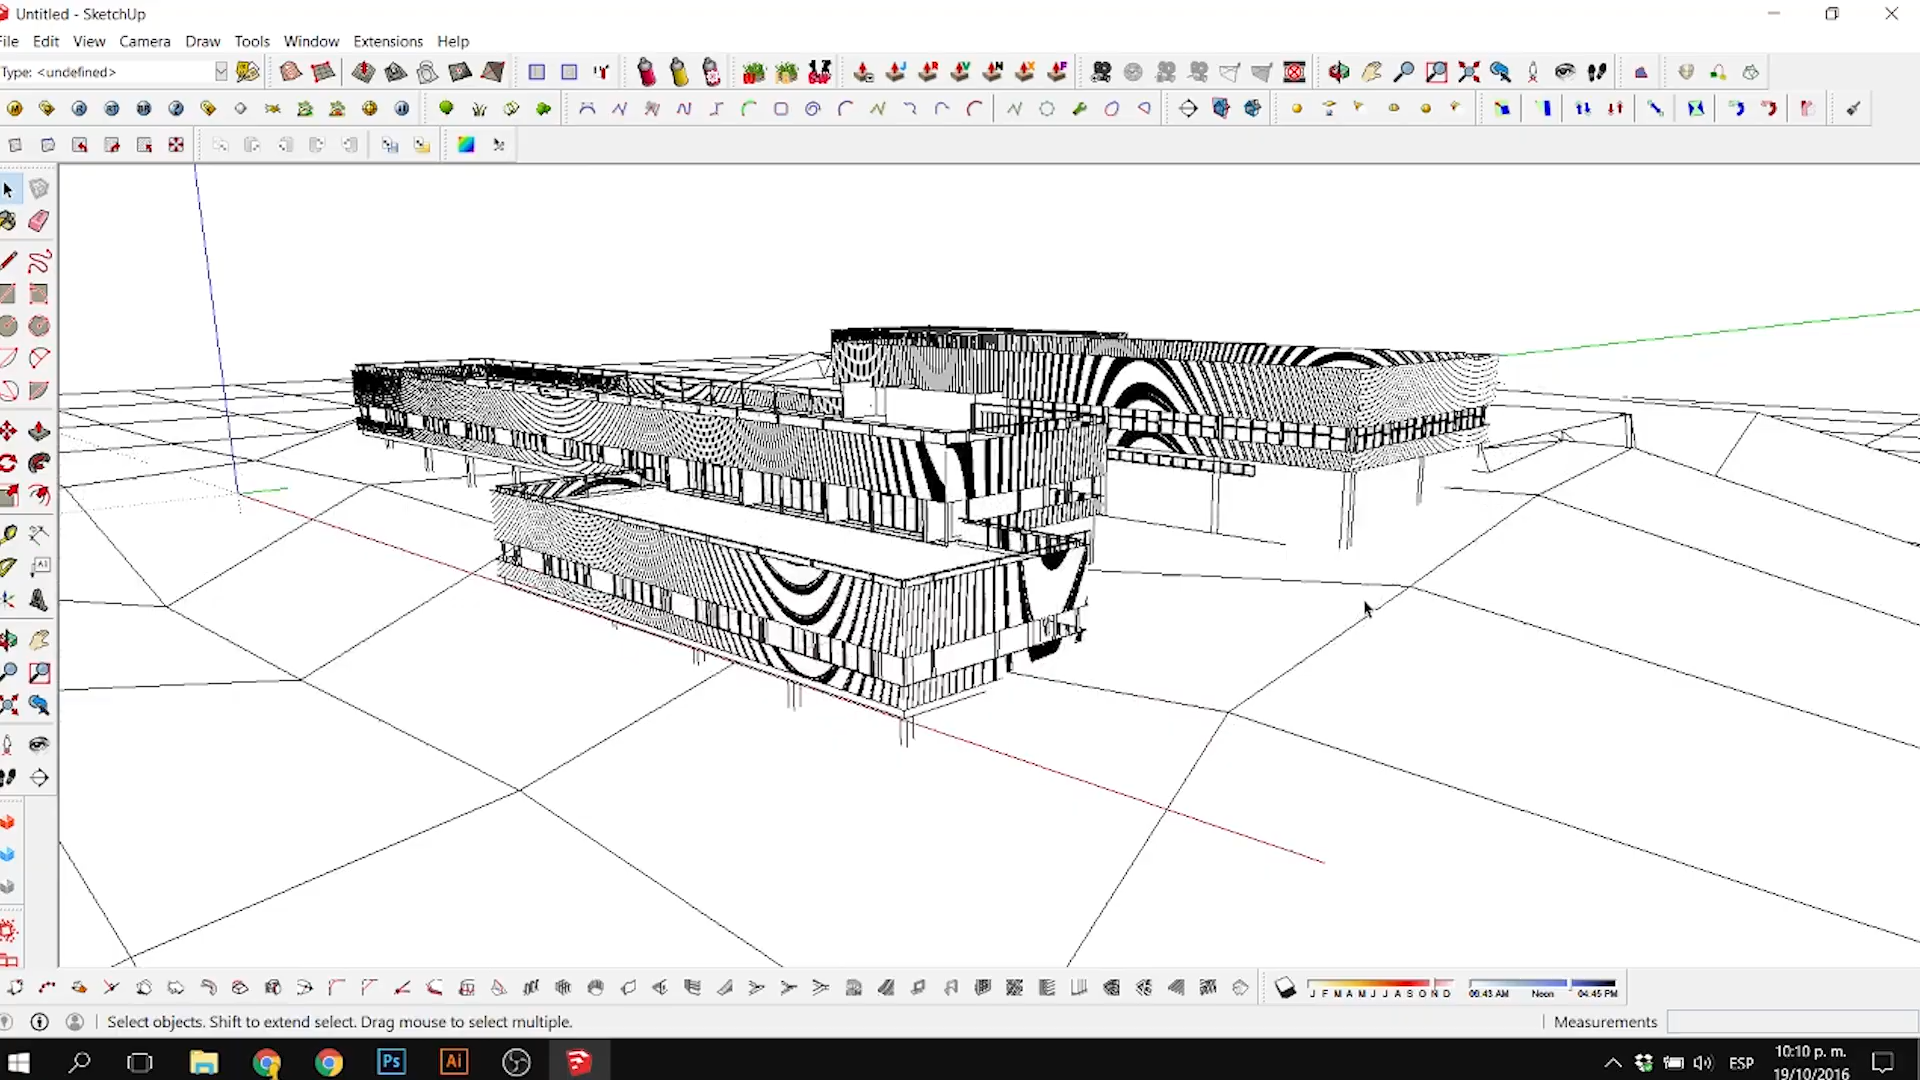 Untitled - SketchUp
File Edit View Camera Draw Tools Window Extensions Help
Type: <undefined>
J F M A M J J A S O N D
06:43 AM Noon 04:45 PM
Select objects. Shift to extend select. Drag mouse to select multiple.
Measurements
Ps
Ai
ESP
10:10 p. m.
19/10/2016